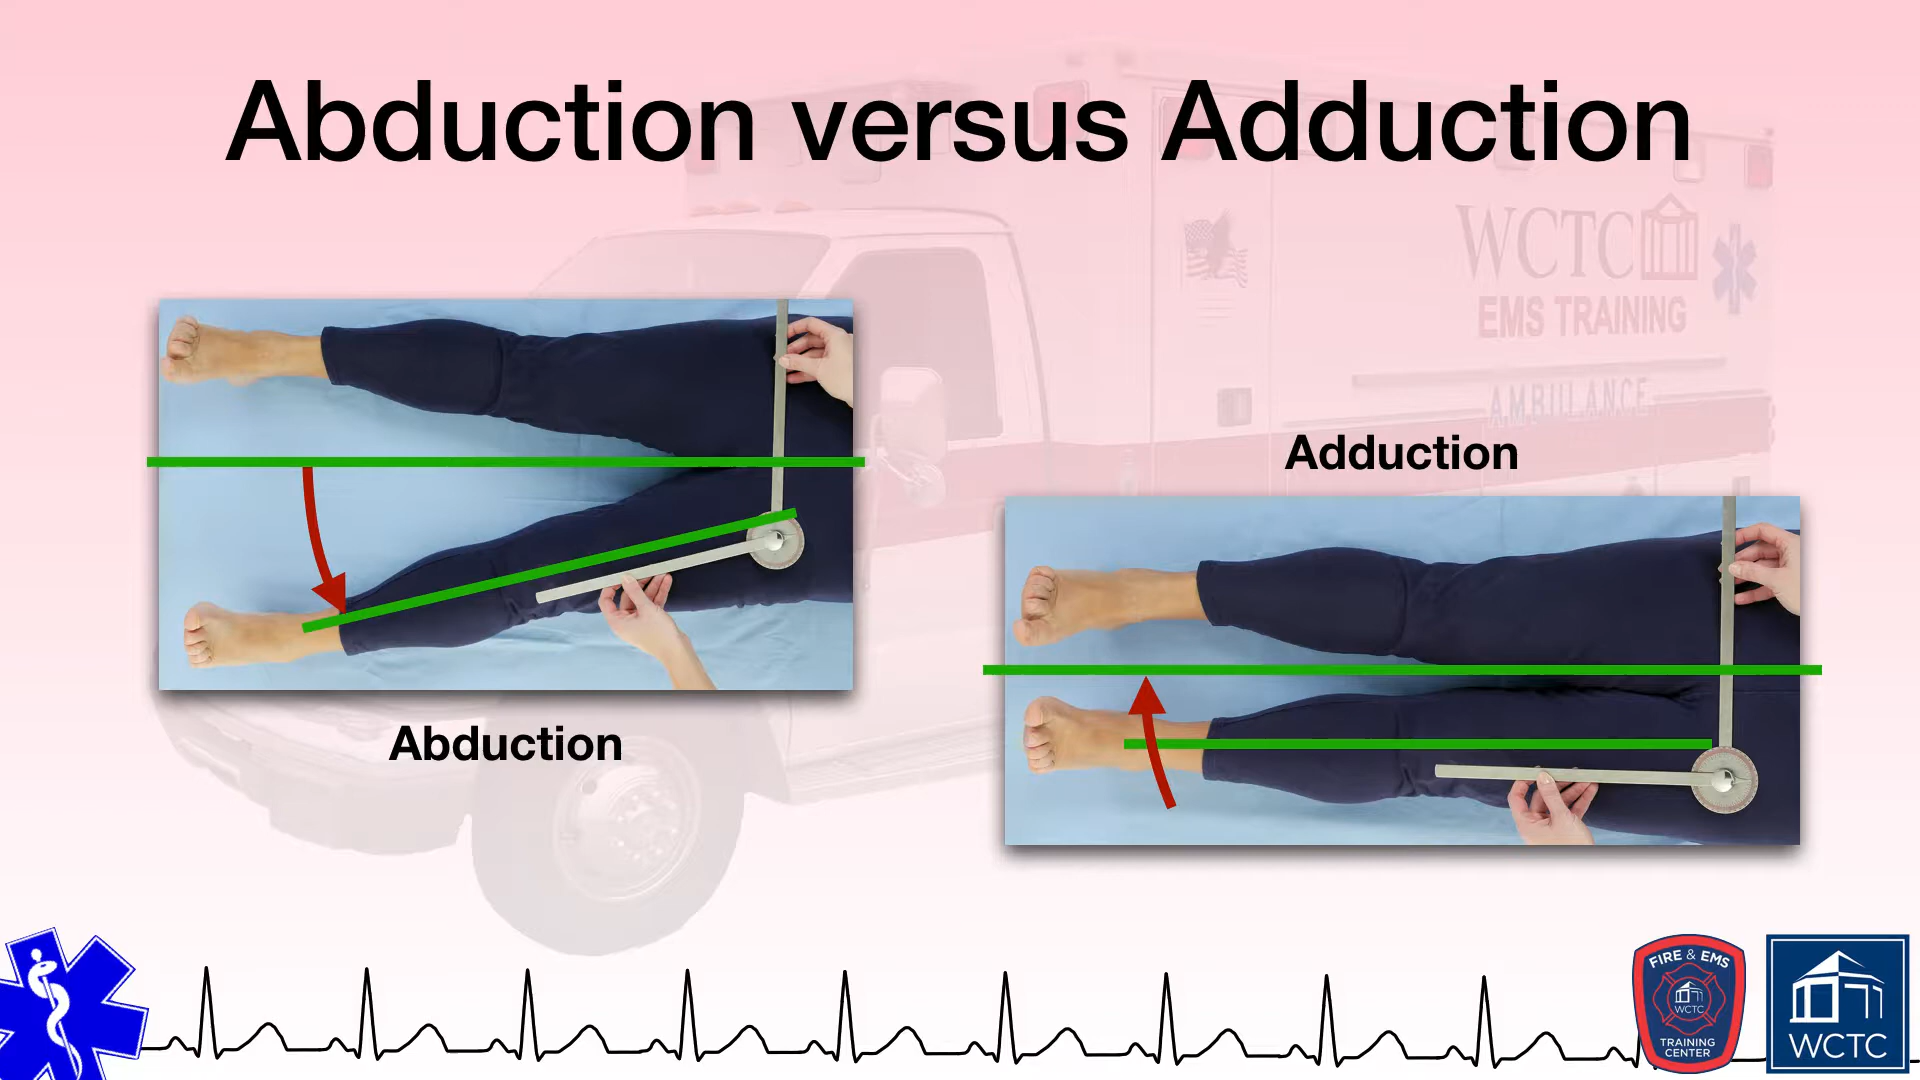 Abduction versus Adduction
WCTC
EMS TRAINING
AMBULANCE
Adduction
Abduction
FIRE & EMS
WCTC
TRAINING
CENTER
WCTC